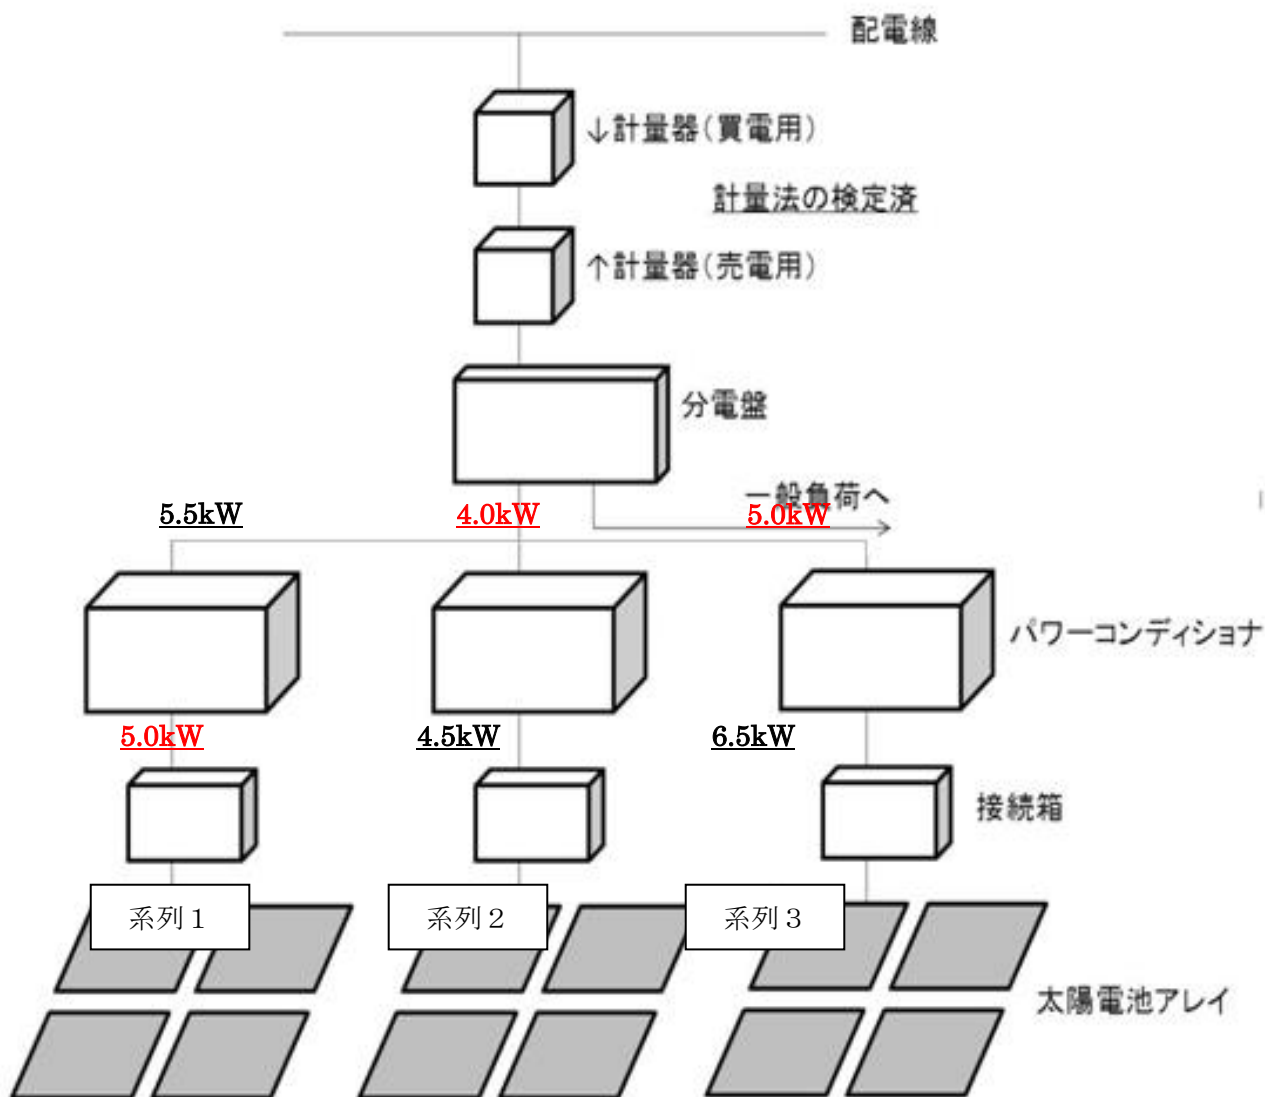 配電線
↓計量器(買電用)
計量法の検定済
↑計量器(売電用)
分電盤
一般負荷へ
5.5kW
4.0kW
5.0kW
パワーコンディショナ
5.0kW
4.5kW
6.5kW
接続箱
系列1
系列2
系列3
太陽電池アレイ